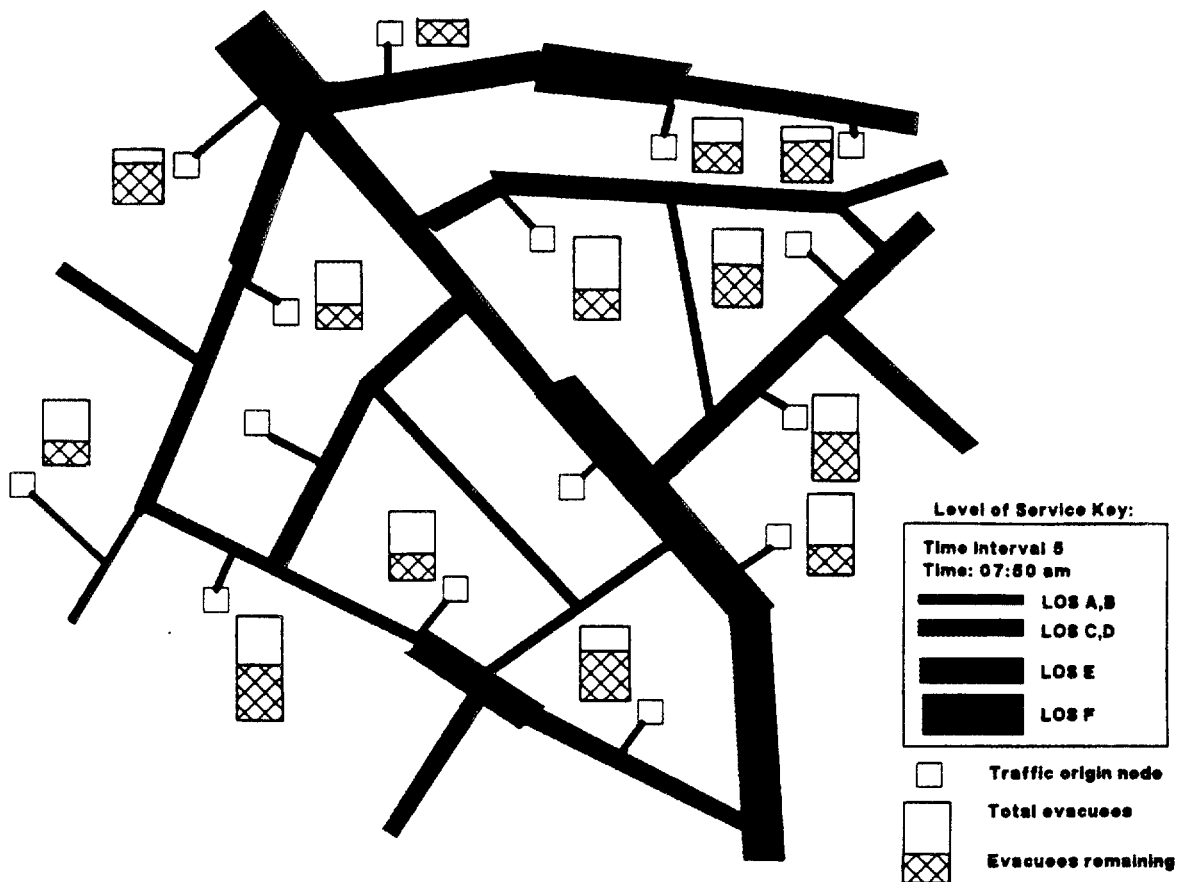 Level of Service Key:
Time Interval 5
Time: 07:50 am
LOS A,B
LOS C,D
LOS E
LOS F
Traffic origin node
Total evacuees
Evacuees remaining